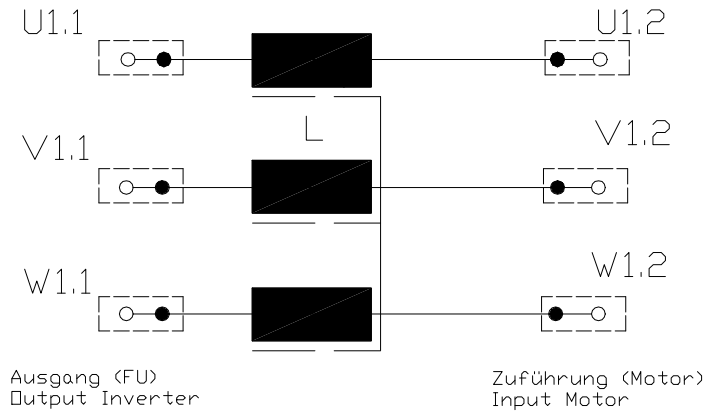 U1.1
U1.2
L
V1.1
V1.2
W1.1
W1.2
Ausgang (FU)
Output Inverter
Zuführung (Motor)
Input Motor